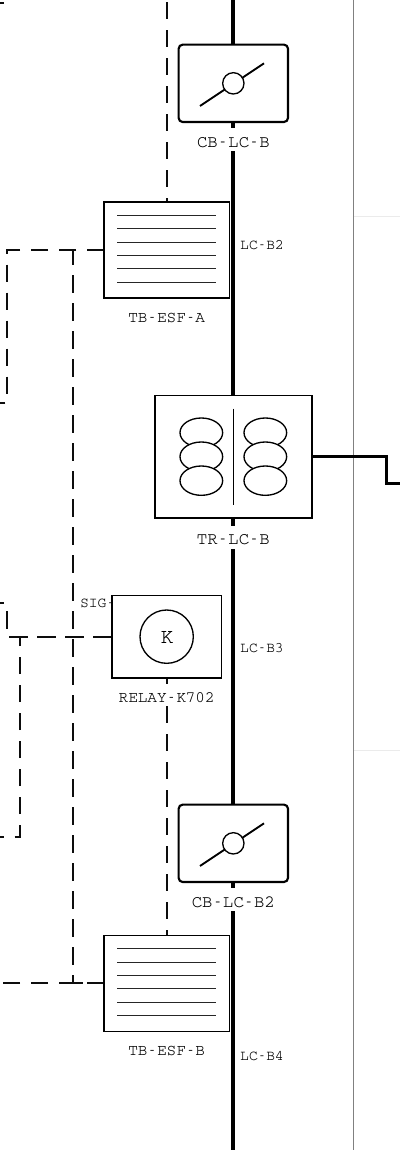 CB-LC-B
LC-B2
TB-ESF-A
TR-LC-B
SIG-
K
LC-B3
RELAY-K702
CB-LC-B2
TB-ESF-B
LC-B4